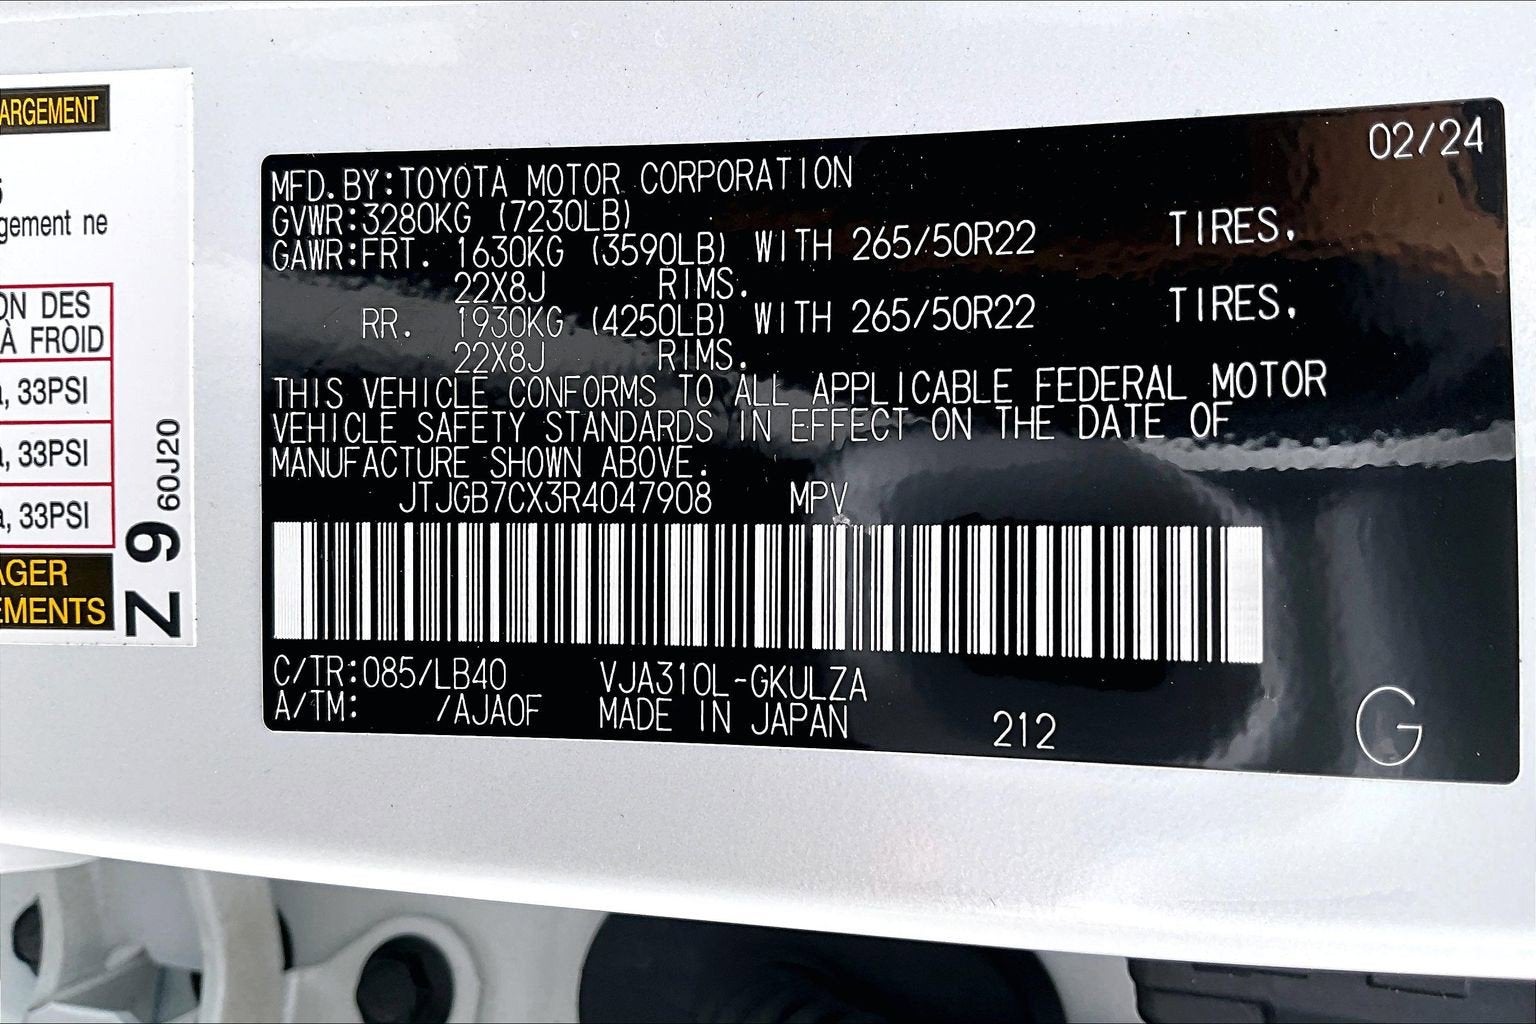 ARGEMENT
gement ne
ON DES
À FROID
, 33PSI
, 33PSI
, 33PSI
AGER
EMENTS
Z 9 60J20
02/24
MFD.BY:TOYOTA MOTOR CORPORATION
GVWR:3280KG (7230LB)
GAWR:FRT. 1630KG (3590LB) WITH 265/50R22 TIRES.
22X8J RIMS.
RR. 1930KG (4250LB) WITH 265/50R22 TIRES.
22X8J RIMS.
THIS VEHICLE CONFORMS TO ALL APPLICABLE FEDERAL MOTOR
VEHICLE SAFETY STANDARDS IN EFFECT ON THE DATE OF
MANUFACTURE SHOWN ABOVE.
JTJGB7CX3R4047908 MPV
C/TR:085/LB40 VJA310L-GKULZA
A/TM: /AJA0F MADE IN JAPAN 212 G